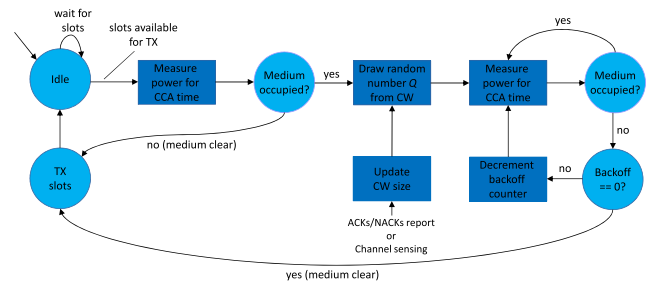 wait for
slots
slots available
for TX
Idle
Measure
power for
CCA time
Medium
occupied?
yes
Draw random
number Q
from CW
Measure
power for
CCA time
yes
Medium
occupied?
no (medium clear)
no
TX
slots
Update
CW size
Decrement
backoff
counter
no
Backoff
== 0?
ACKs/NACKs report
or
Channel sensing
yes (medium clear)